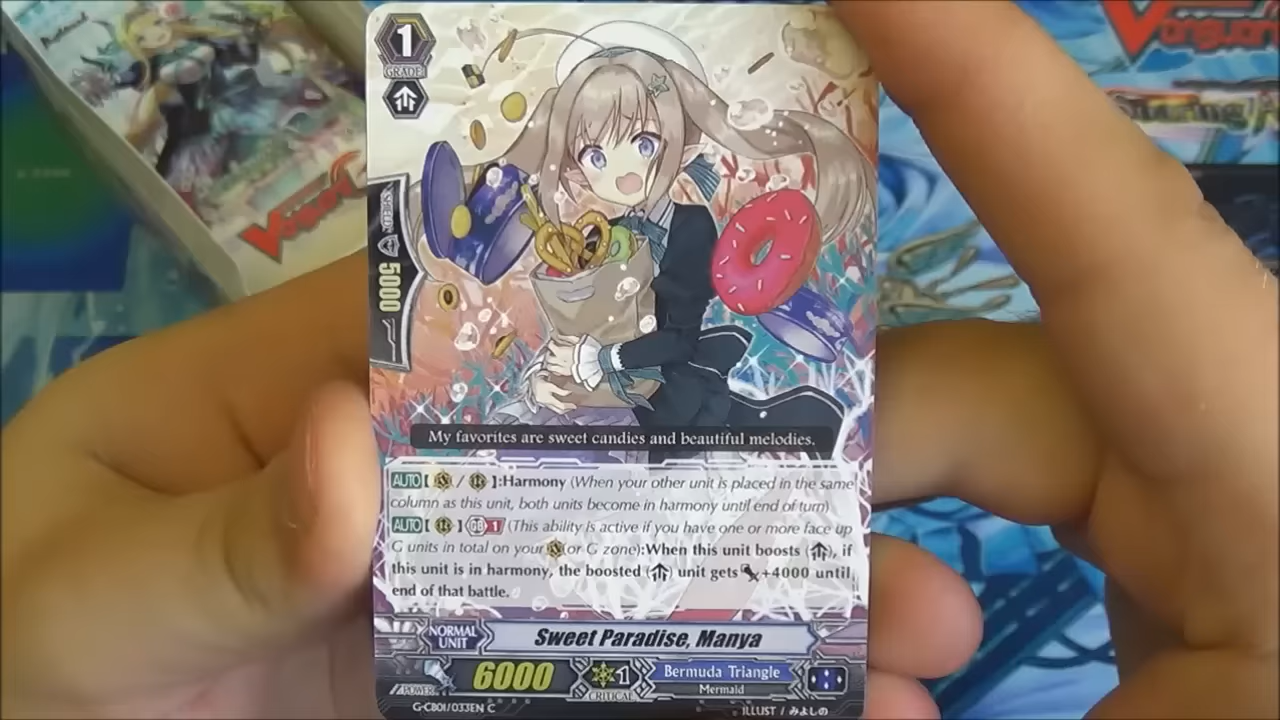 1
GRADE
SHIELD
5000
My favorites are sweet candies and beautiful melodies.
AUTO【 / 】:Harmony (When your other unit is placed in the same
column as this unit, both units become in harmony until end of turn)
AUTO【 】GB 1 (This ability is active if you have one or more face up
G units in total on your (V) or G zone):When this unit boosts ( ), if
this unit is in harmony, the boosted ( ) unit gets +4000 until
end of that battle.
NORMAL
UNIT
Sweet Paradise, Manya
POWER
6000
1
CRITICAL
Bermuda Triangle
Mermaid
G-CB01/033EN C
ILLUST / みよしの
VANGUARD
Vanguard